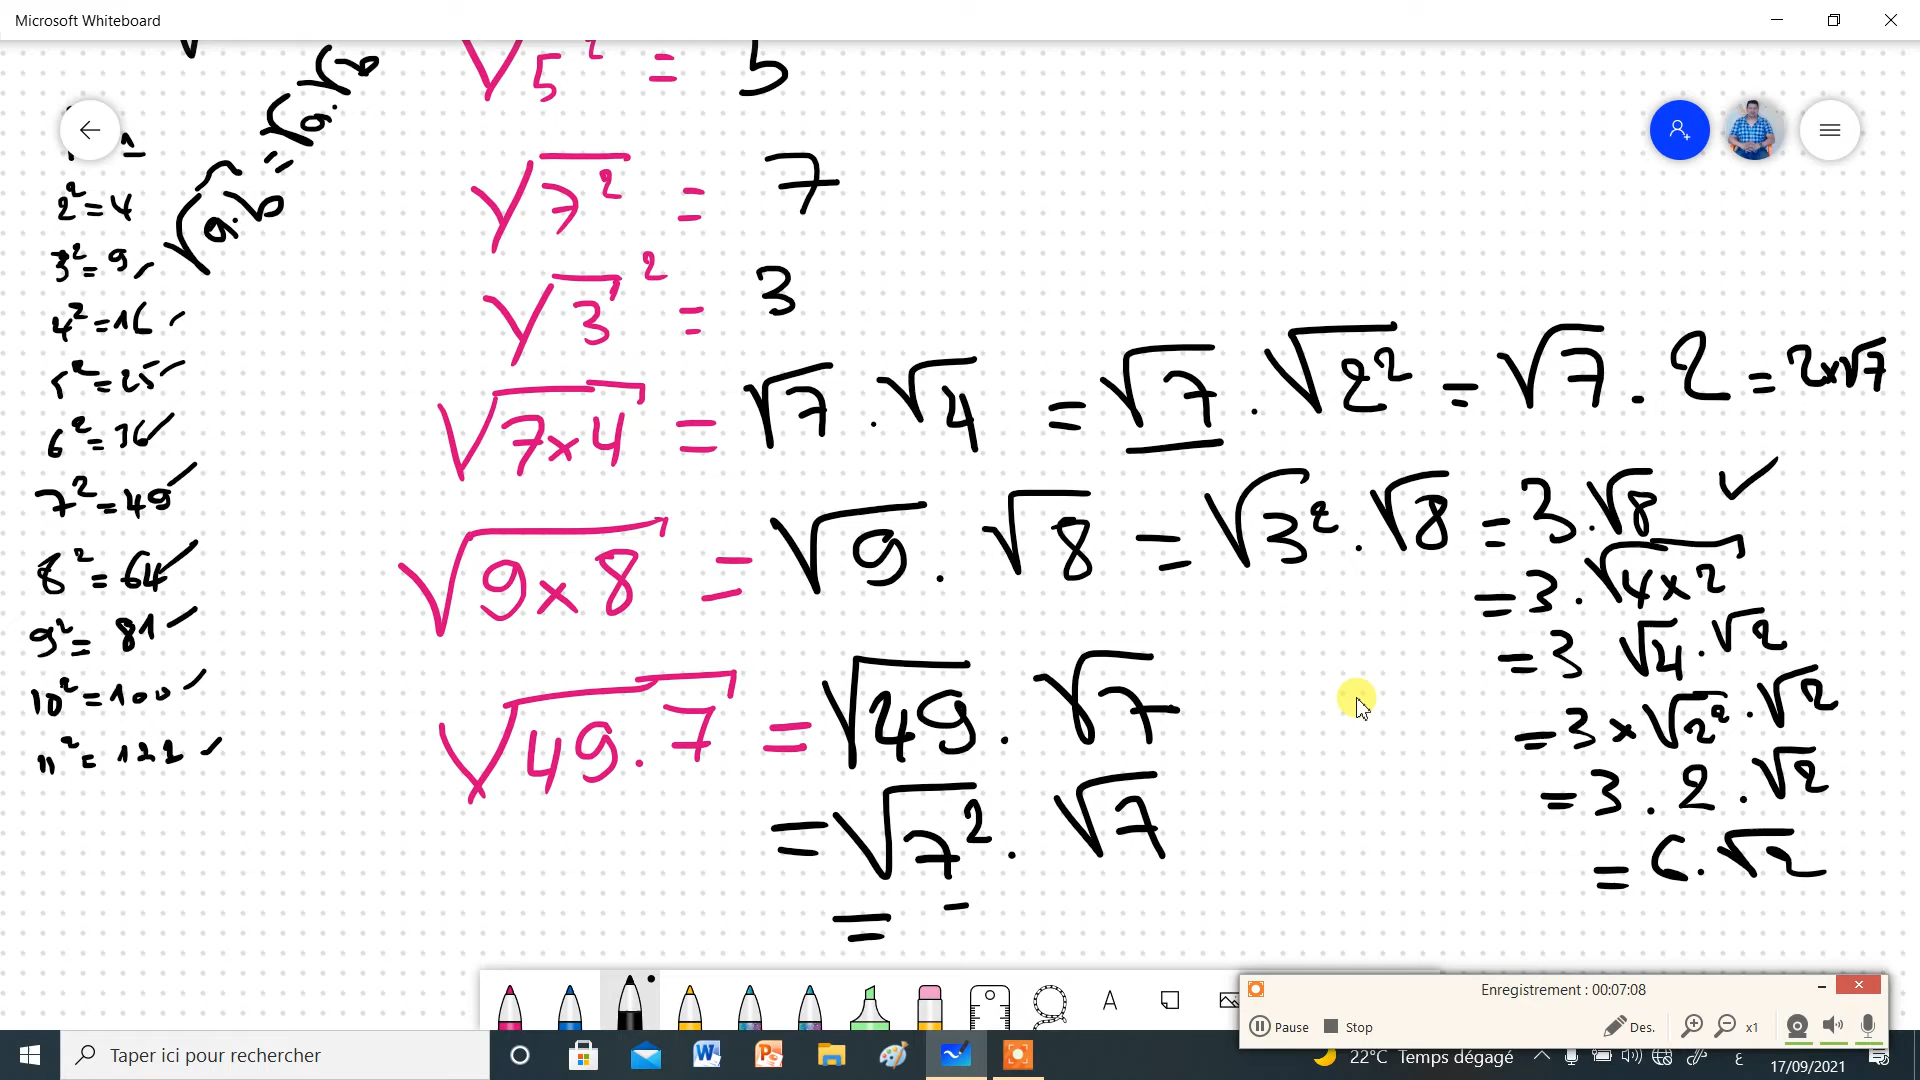 Microsoft Whiteboard
√5² = 5
√a.b = √a.√b
2² = 4
√7² = 7
3² = 9
√3² = 3
4² = 16
5² = 25
√7×4 = √7 . √4 = √7 . √2² = √7 . 2 = 2×√7
6² = 36
7² = 49
√9×8 = √9 . √8 = √3² . √8 = 3.√8
8² = 64
= 3 . √4×2
9² = 81
= 3 √4 . √2
10² = 100
√49.7 = √49 . √7
= 3 × √2² . √2
11² = 122
= 3 . 2 . √2
= √7² . √7
= 6 . √2
=
A
Enregistrement : 00:07:08
Pause
Stop
Des.
x1
Taper ici pour rechercher
22°C Temps dégagé
ع
17/09/2021